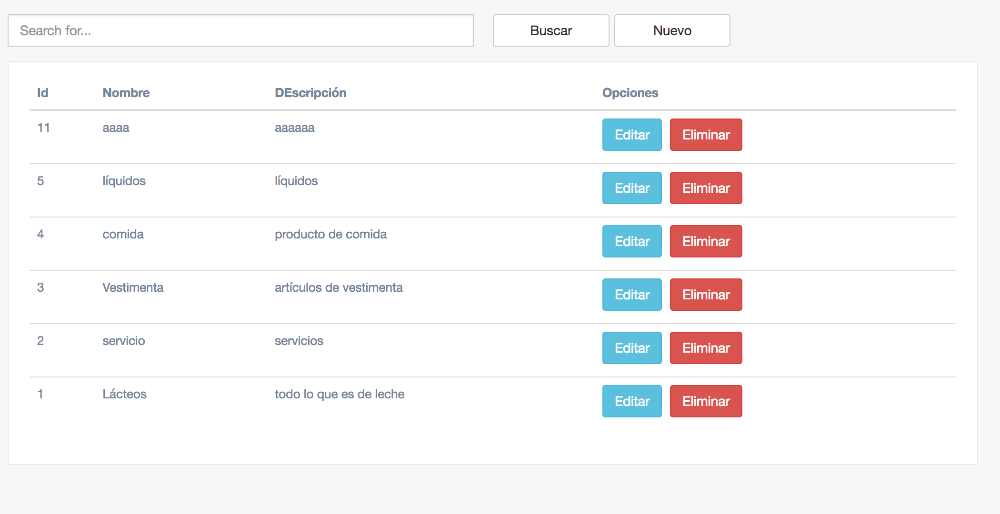 Search for... Buscar Nuevo
Id Nombre DEscripción Opciones
11 aaaa aaaaaa Editar Eliminar
5 líquidos líquidos Editar Eliminar
4 comida producto de comida Editar Eliminar
3 Vestimenta artículos de vestimenta Editar Eliminar
2 servicio servicios Editar Eliminar
1 Lácteos todo lo que es de leche Editar Eliminar